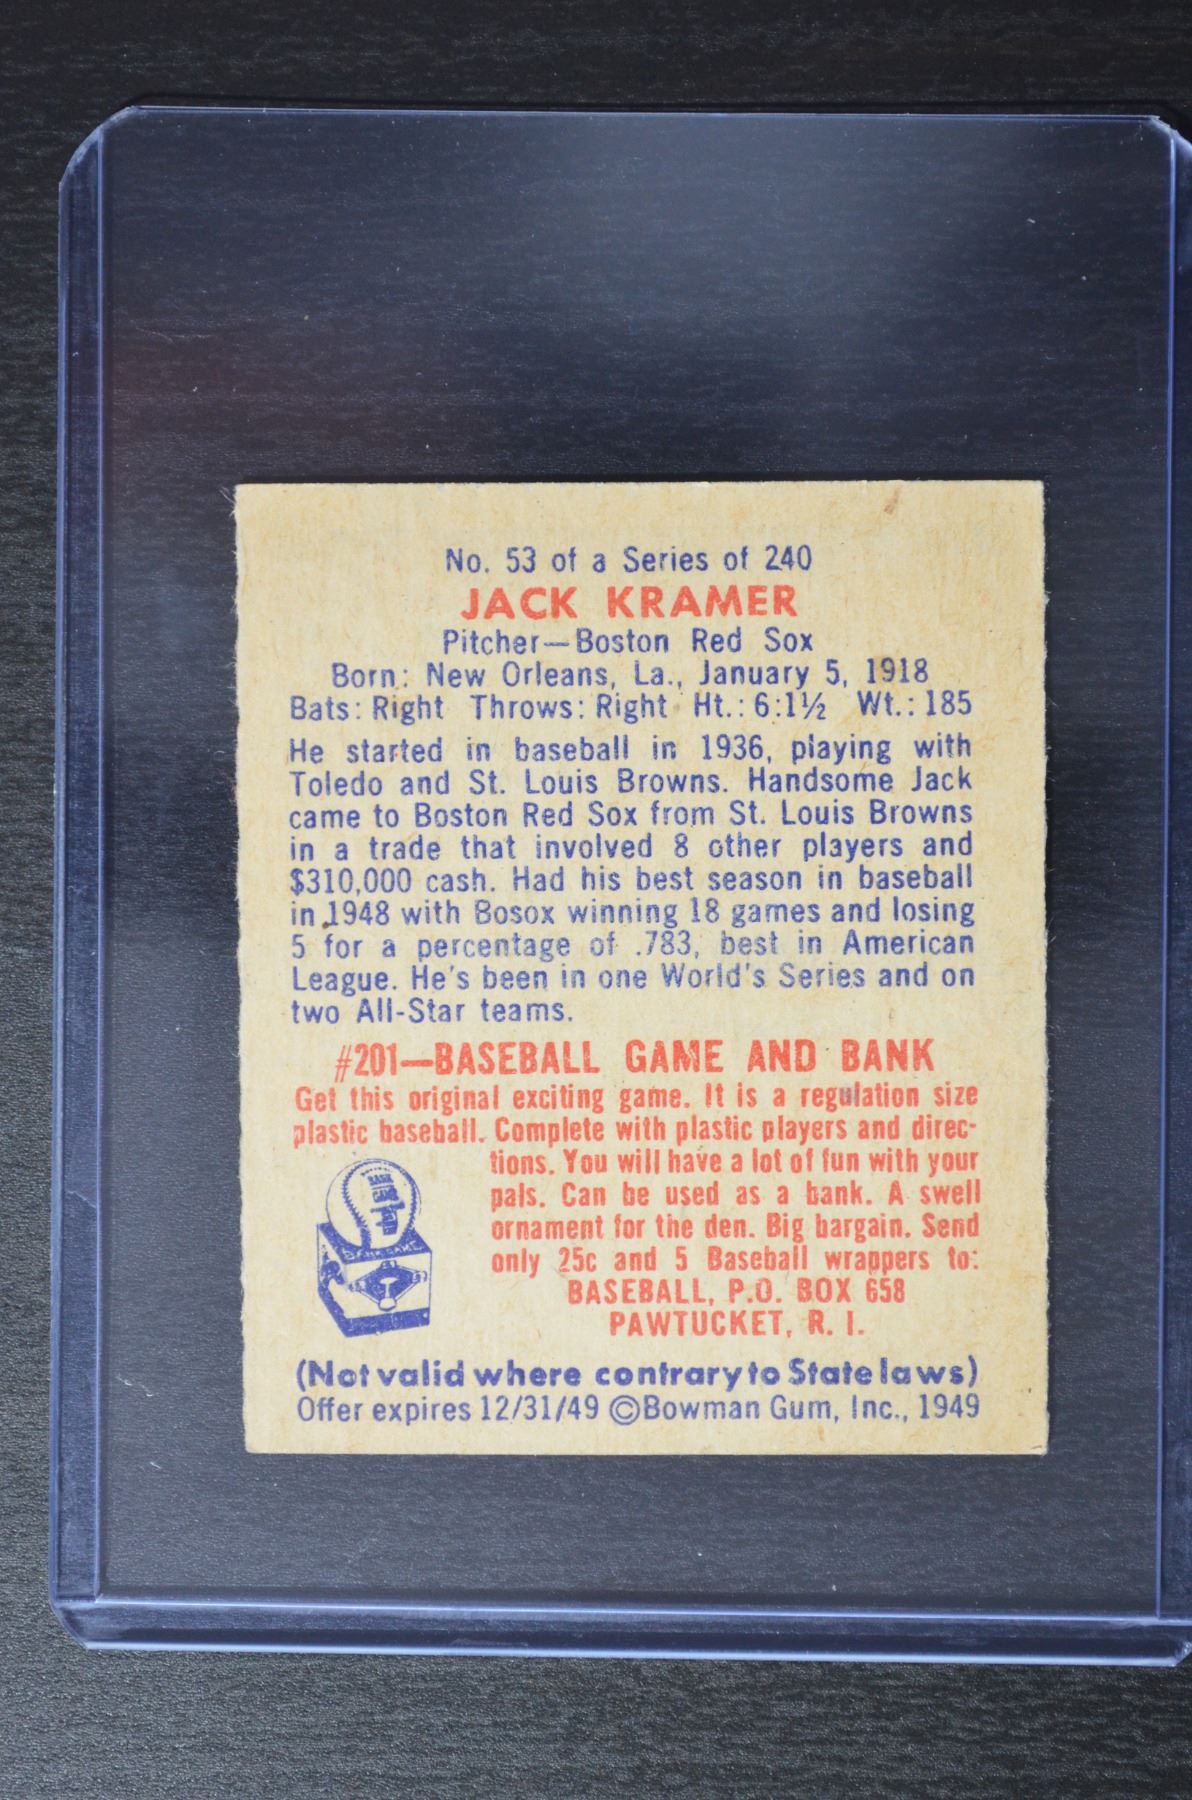 No. 53 of a Series of 240
JACK KRAMER
Pitcher—Boston Red Sox
Born: New Orleans, La., January 5, 1918
Bats: Right Throws: Right Ht.: 6:1½ Wt.: 185
He started in baseball in 1936, playing with
Toledo and St. Louis Browns. Handsome Jack
came to Boston Red Sox from St. Louis Browns
in a trade that involved 8 other players and
$310,000 cash. Had his best season in baseball
in 1948 with Bosox winning 18 games and losing
5 for a percentage of .783, best in American
League. He's been in one World's Series and on
two All-Star teams.
#201—BASEBALL GAME AND BANK
Get this original exciting game. It is a regulation size
plastic baseball. Complete with plastic players and direc-
tions. You will have a lot of fun with your
pals. Can be used as a bank. A swell
ornament for the den. Big bargain. Send
only 25c and 5 Baseball wrappers to:
BASEBALL, P.O. BOX 658
PAWTUCKET, R. I.
BANK
GAME
BANK GAME
(Not valid where contrary to State laws)
Offer expires 12/31/49 ©Bowman Gum, Inc., 1949